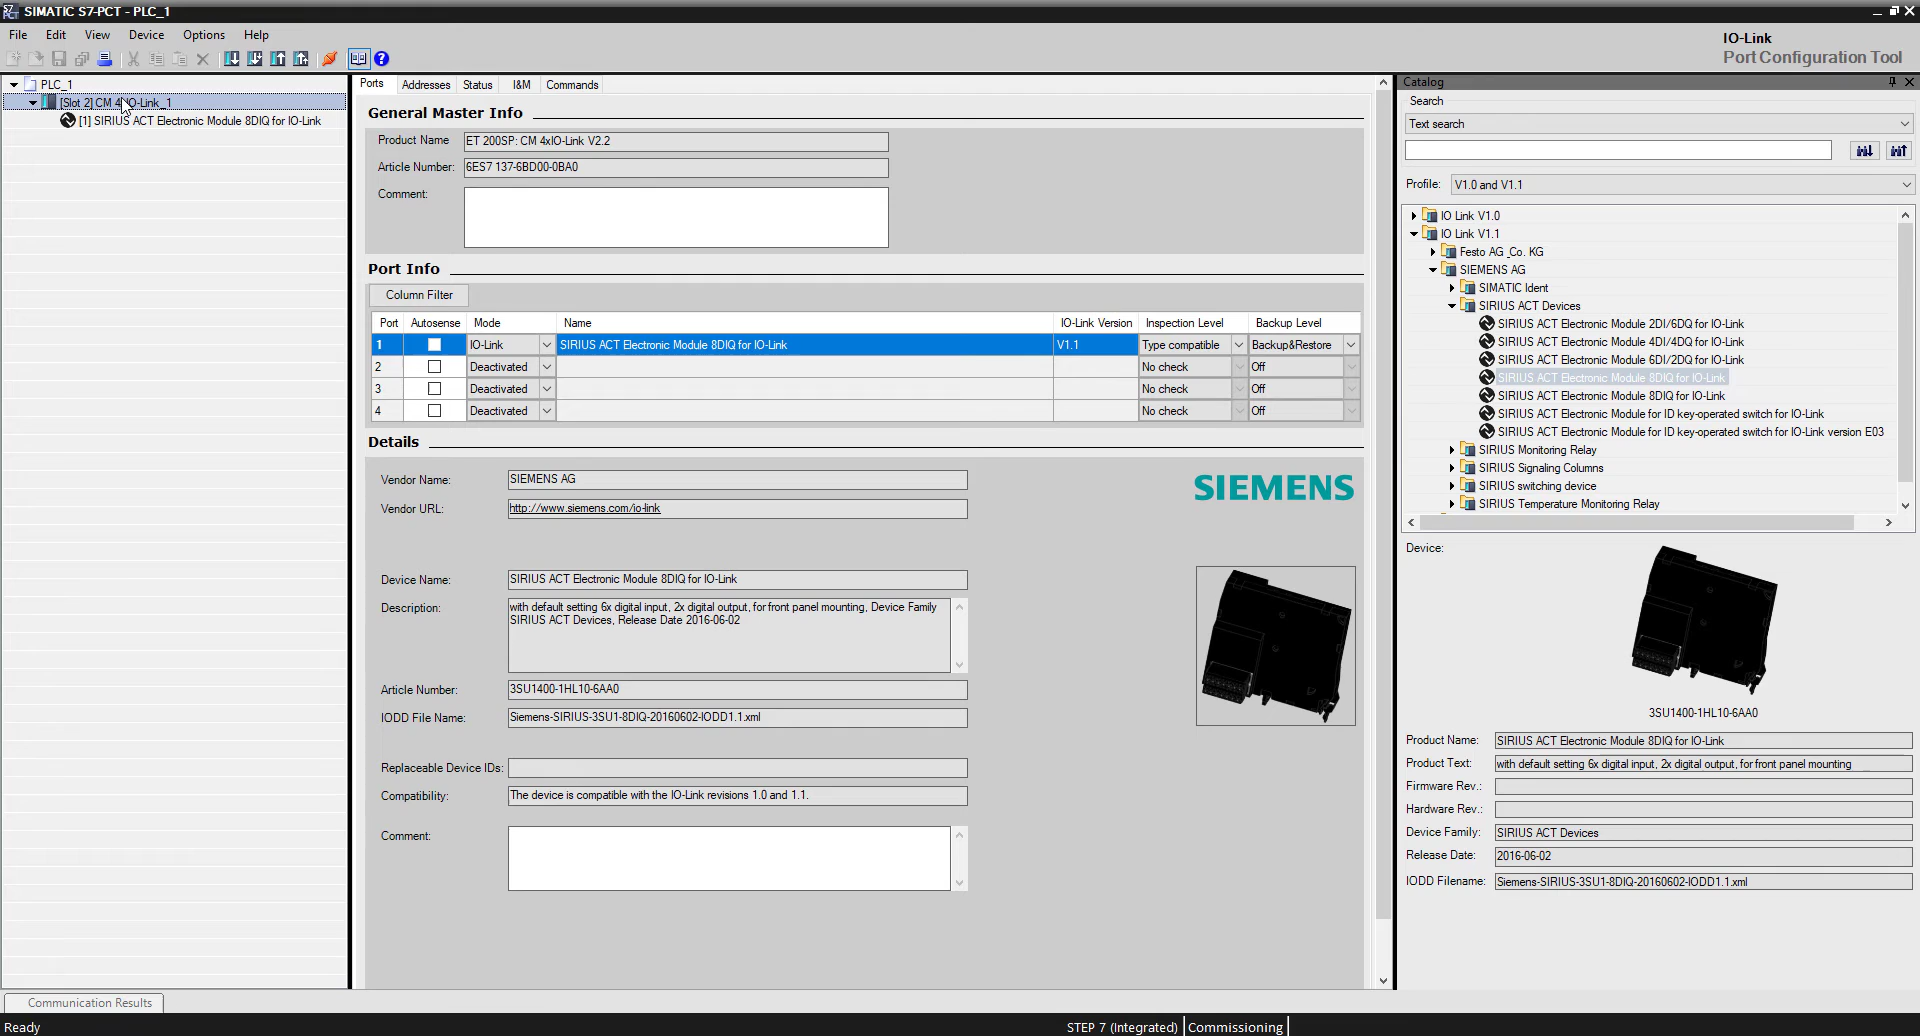 S7 PCT SIMATIC S7-PCT - PLC_1
File Edit View Device Options Help
IO-Link
Port Configuration Tool
PLC_1
[Slot 2] CM 4xIO-Link_1
[1] SIRIUS ACT Electronic Module 8DIQ for IO-Link
Ports Addresses Status I&M Commands
General Master Info
Product Name ET 200SP: CM 4xIO-Link V2.2
Article Number: 6ES7 137-6BD00-0BA0
Comment:
Port Info
Column Filter
Port Autosense Mode Name IO-Link Version Inspection Level Backup Level
1 IO-Link SIRIUS ACT Electronic Module 8DIQ for IO-Link V1.1 Type compatible Backup&Restore
2 Deactivated No check Off
3 Deactivated No check Off
4 Deactivated No check Off
Details
Vendor Name: SIEMENS AG
SIEMENS
Vendor URL: http://www.siemens.com/io-link
Device Name: SIRIUS ACT Electronic Module 8DIQ for IO-Link
Description: with default setting 6x digital input, 2x digital output, for front panel mounting, Device Family
SIRIUS ACT Devices, Release Date 2016-06-02
Article Number: 3SU1400-1HL10-6AA0
IODD File Name: Siemens-SIRIUS-3SU1-8DIQ-20160602-IODD1.1.xml
Replaceable Device IDs:
Compatibility: The device is compatible with the IO-Link revisions 1.0 and 1.1.
Comment:
Catalog
Search
Text search
Profile: V1.0 and V1.1
IO Link V1.0
IO Link V1.1
Festo AG_Co. KG
SIEMENS AG
SIMATIC Ident
SIRIUS ACT Devices
SIRIUS ACT Electronic Module 2DI/6DQ for IO-Link
SIRIUS ACT Electronic Module 4DI/4DQ for IO-Link
SIRIUS ACT Electronic Module 6DI/2DQ for IO-Link
SIRIUS ACT Electronic Module 8DIQ for IO-Link
SIRIUS ACT Electronic Module 8DIQ for IO-Link
SIRIUS ACT Electronic Module for ID key-operated switch for IO-Link
SIRIUS ACT Electronic Module for ID key-operated switch for IO-Link version E03
SIRIUS Monitoring Relay
SIRIUS Signaling Columns
SIRIUS switching device
SIRIUS Temperature Monitoring Relay
Device:
3SU1400-1HL10-6AA0
Product Name: SIRIUS ACT Electronic Module 8DIQ for IO-Link
Product Text: with default setting 6x digital input, 2x digital output, for front panel mounting
Firmware Rev.:
Hardware Rev.:
Device Family: SIRIUS ACT Devices
Release Date: 2016-06-02
IODD Filename: Siemens-SIRIUS-3SU1-8DIQ-20160602-IODD1.1.xml
Communication Results
Ready STEP 7 (Integrated) Commissioning